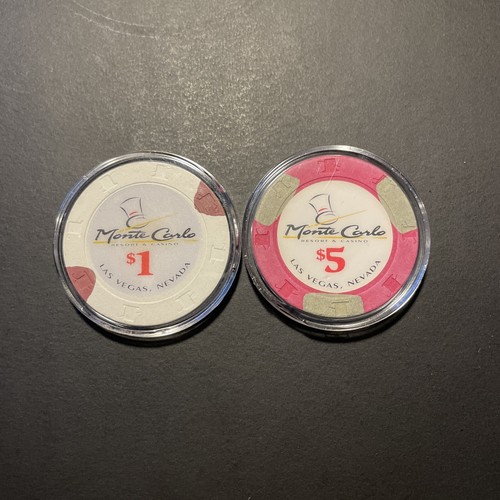 Monte Carlo
RESORT & CASINO
$1
LAS VEGAS, NEVADA
Monte Carlo
RESORT & CASINO
$5
LAS VEGAS, NEVADA